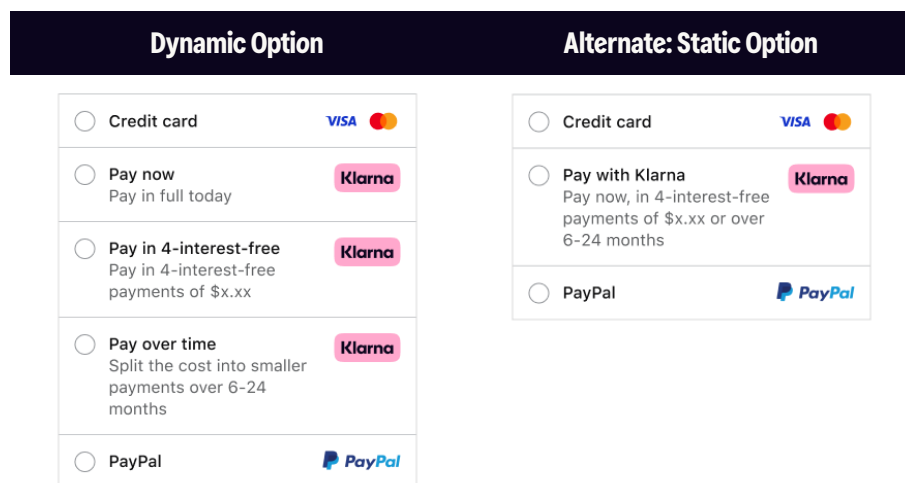 Dynamic Option
Credit card
VISA
Pay now
Klarna
Pay in full today
Pay in 4-interest-free
Klarna
Pay in 4-interest-free
payments of $x.xx
Pay over time
Klarna
Split the cost into smaller
payments over 6-24
months
PayPal
PayPal
Alternate: Static Option
Credit card
VISA
Pay with Klarna
Klarna
Pay now, in 4-interest-free
payments of $x.xx or over
6-24 months
PayPal
PayPal